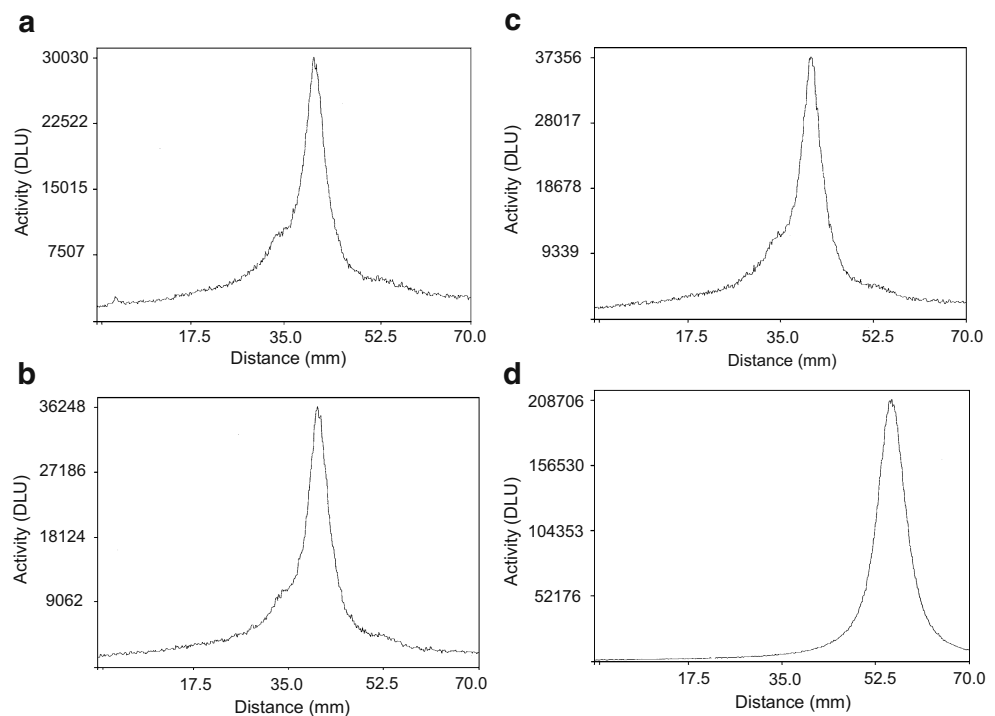 a
30030
22522
15015
7507
Activity (DLU)
17.5 35.0 52.5 70.0
Distance (mm)
b
36248
27186
18124
9062
Activity (DLU)
17.5 35.0 52.5 70.0
Distance (mm)
c
37356
28017
18678
9339
Activity (DLU)
17.5 35.0 52.5 70.0
Distance (mm)
d
208706
156530
104353
52176
Activity (DLU)
17.5 35.0 52.5 70.0
Distance (mm)